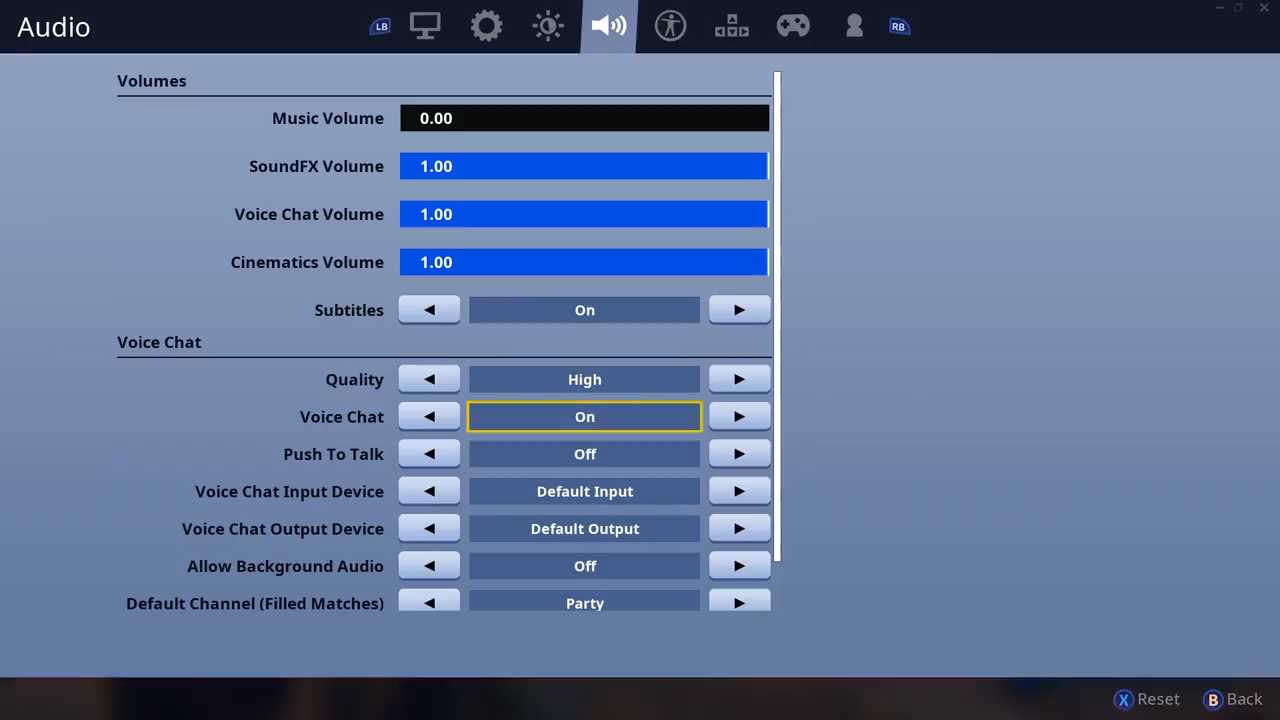 Audio
LB
RB
Volumes
Music Volume 0.00
SoundFX Volume 1.00
Voice Chat Volume 1.00
Cinematics Volume 1.00
Subtitles On
Voice Chat
Quality High
Voice Chat On
Push To Talk Off
Voice Chat Input Device Default Input
Voice Chat Output Device Default Output
Allow Background Audio Off
Default Channel (Filled Matches) Party
X Reset B Back